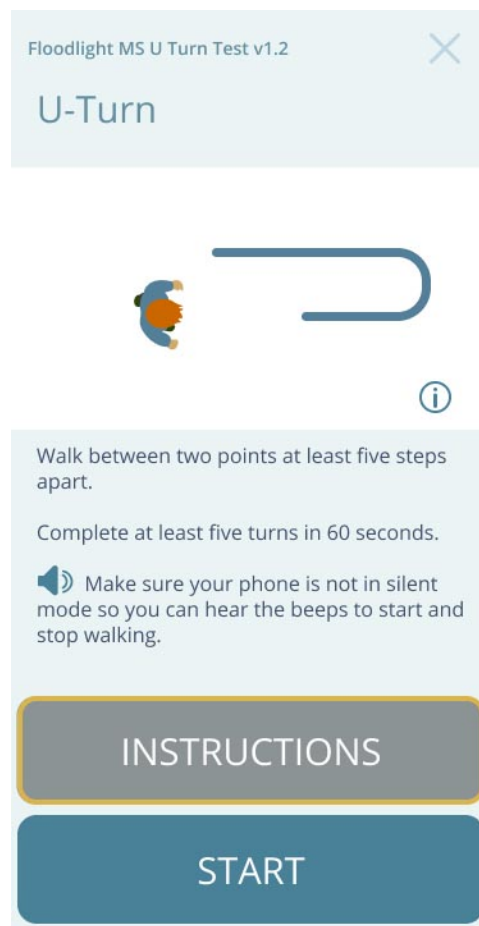 Floodlight MS U Turn Test v1.2
U-Turn
Walk between two points at least five steps
apart.
Complete at least five turns in 60 seconds.
Make sure your phone is not in silent
mode so you can hear the beeps to start and
stop walking.
INSTRUCTIONS
START